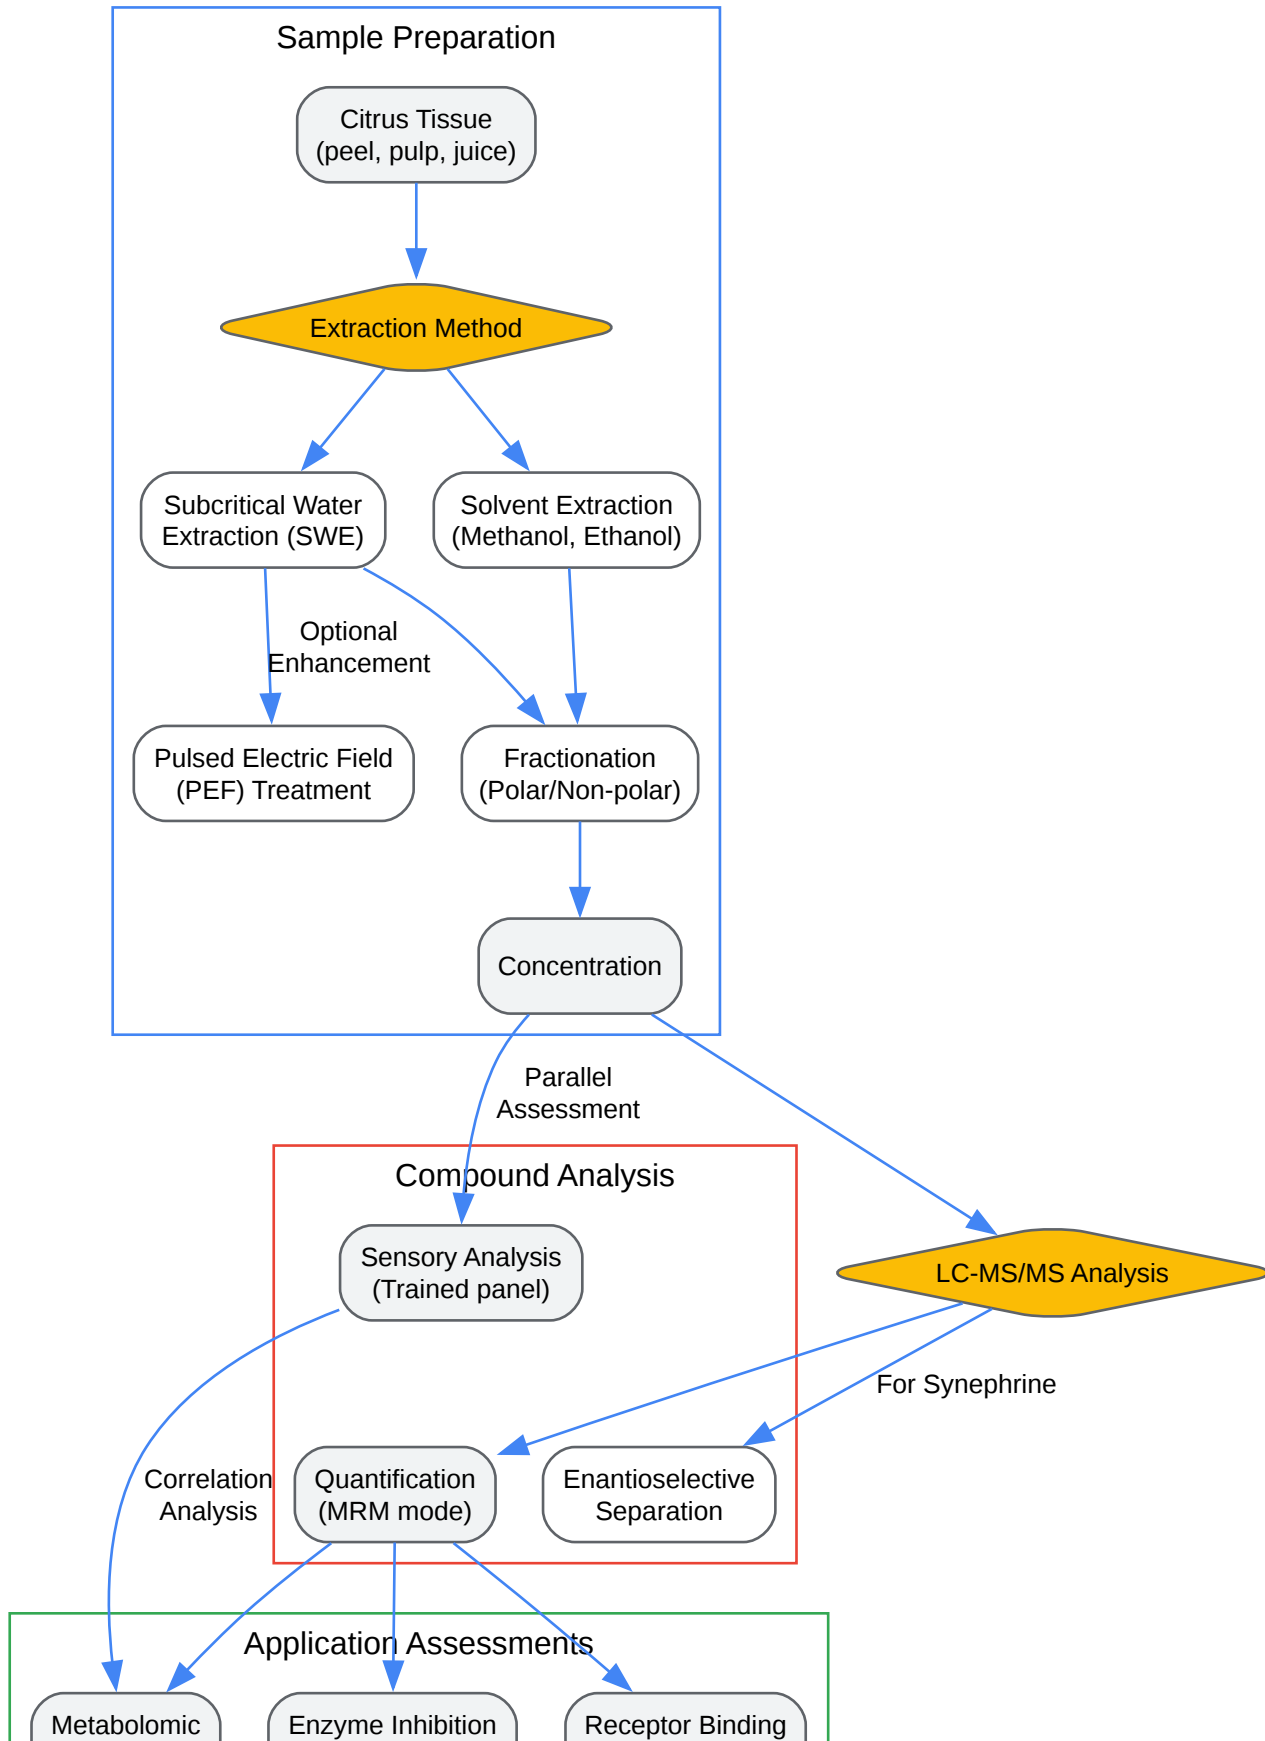 Sample Preparation
Citrus Tissue
(peel, pulp, juice)
Extraction Method
Subcritical Water
Extraction (SWE)
Solvent Extraction
(Methanol, Ethanol)
Optional
Enhancement
Pulsed Electric Field
(PEF) Treatment
Fractionation
(Polar/Non-polar)
Concentration
Parallel
Assessment
Compound Analysis
Sensory Analysis
(Trained panel)
LC-MS/MS Analysis
For Synephrine
Correlation
Analysis
Quantification
(MRM mode)
Enantioselective
Separation
Application Assessments
Metabolomic
Enzyme Inhibition
Receptor Binding